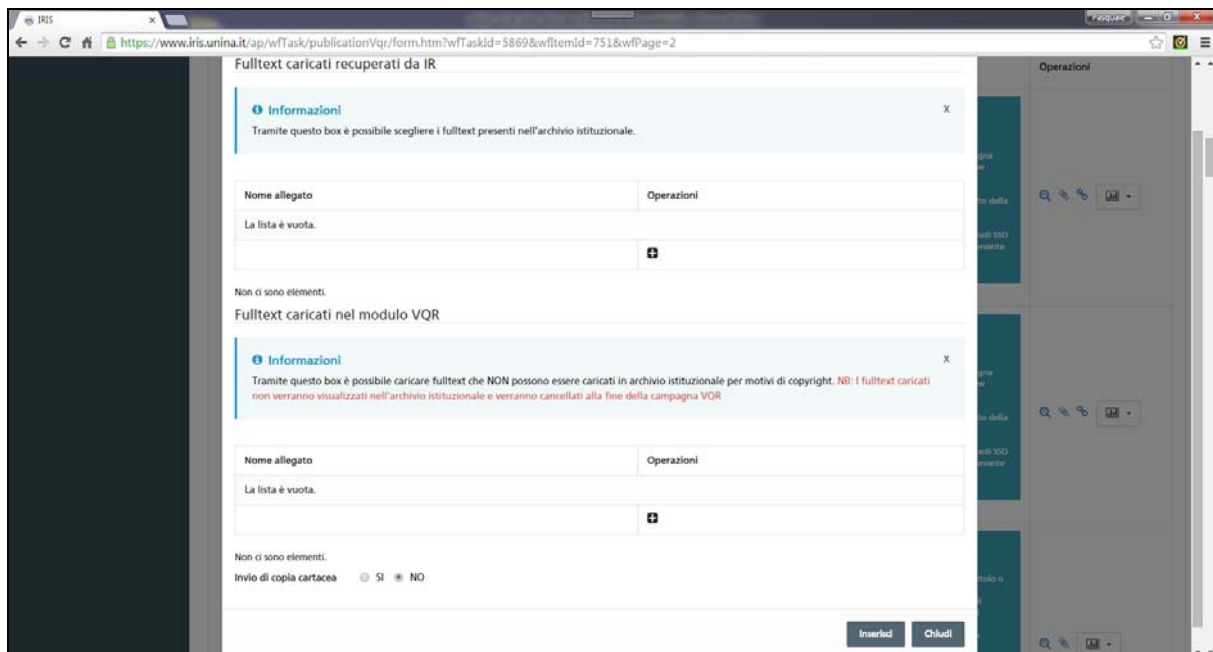 IRIS
Pasquale
https://www.iris.unina.it/ap/wfTask/publicationVqr/form.htm?wfTaskId=5869&wfItemId=751&wfPage=2
Fulltext caricati recuperati da IR
Operazioni
Informazioni
X
Tramite questo box è possibile scegliere i fulltext presenti nell'archivio istituzionale.
Nome allegato
Operazioni
La lista è vuota.
Non ci sono elementi.
Fulltext caricati nel modulo VQR
Informazioni
X
Tramite questo box è possibile caricare fulltext che NON possono essere caricati in archivio istituzionale per motivi di copyright. NB: I fulltext caricati
non verranno visualizzati nell'archivio istituzionale e verranno cancellati alla fine della campagna VQR
Nome allegato
Operazioni
La lista è vuota.
Non ci sono elementi.
Invio di copia cartacea SI NO
Inserisci Chiudi